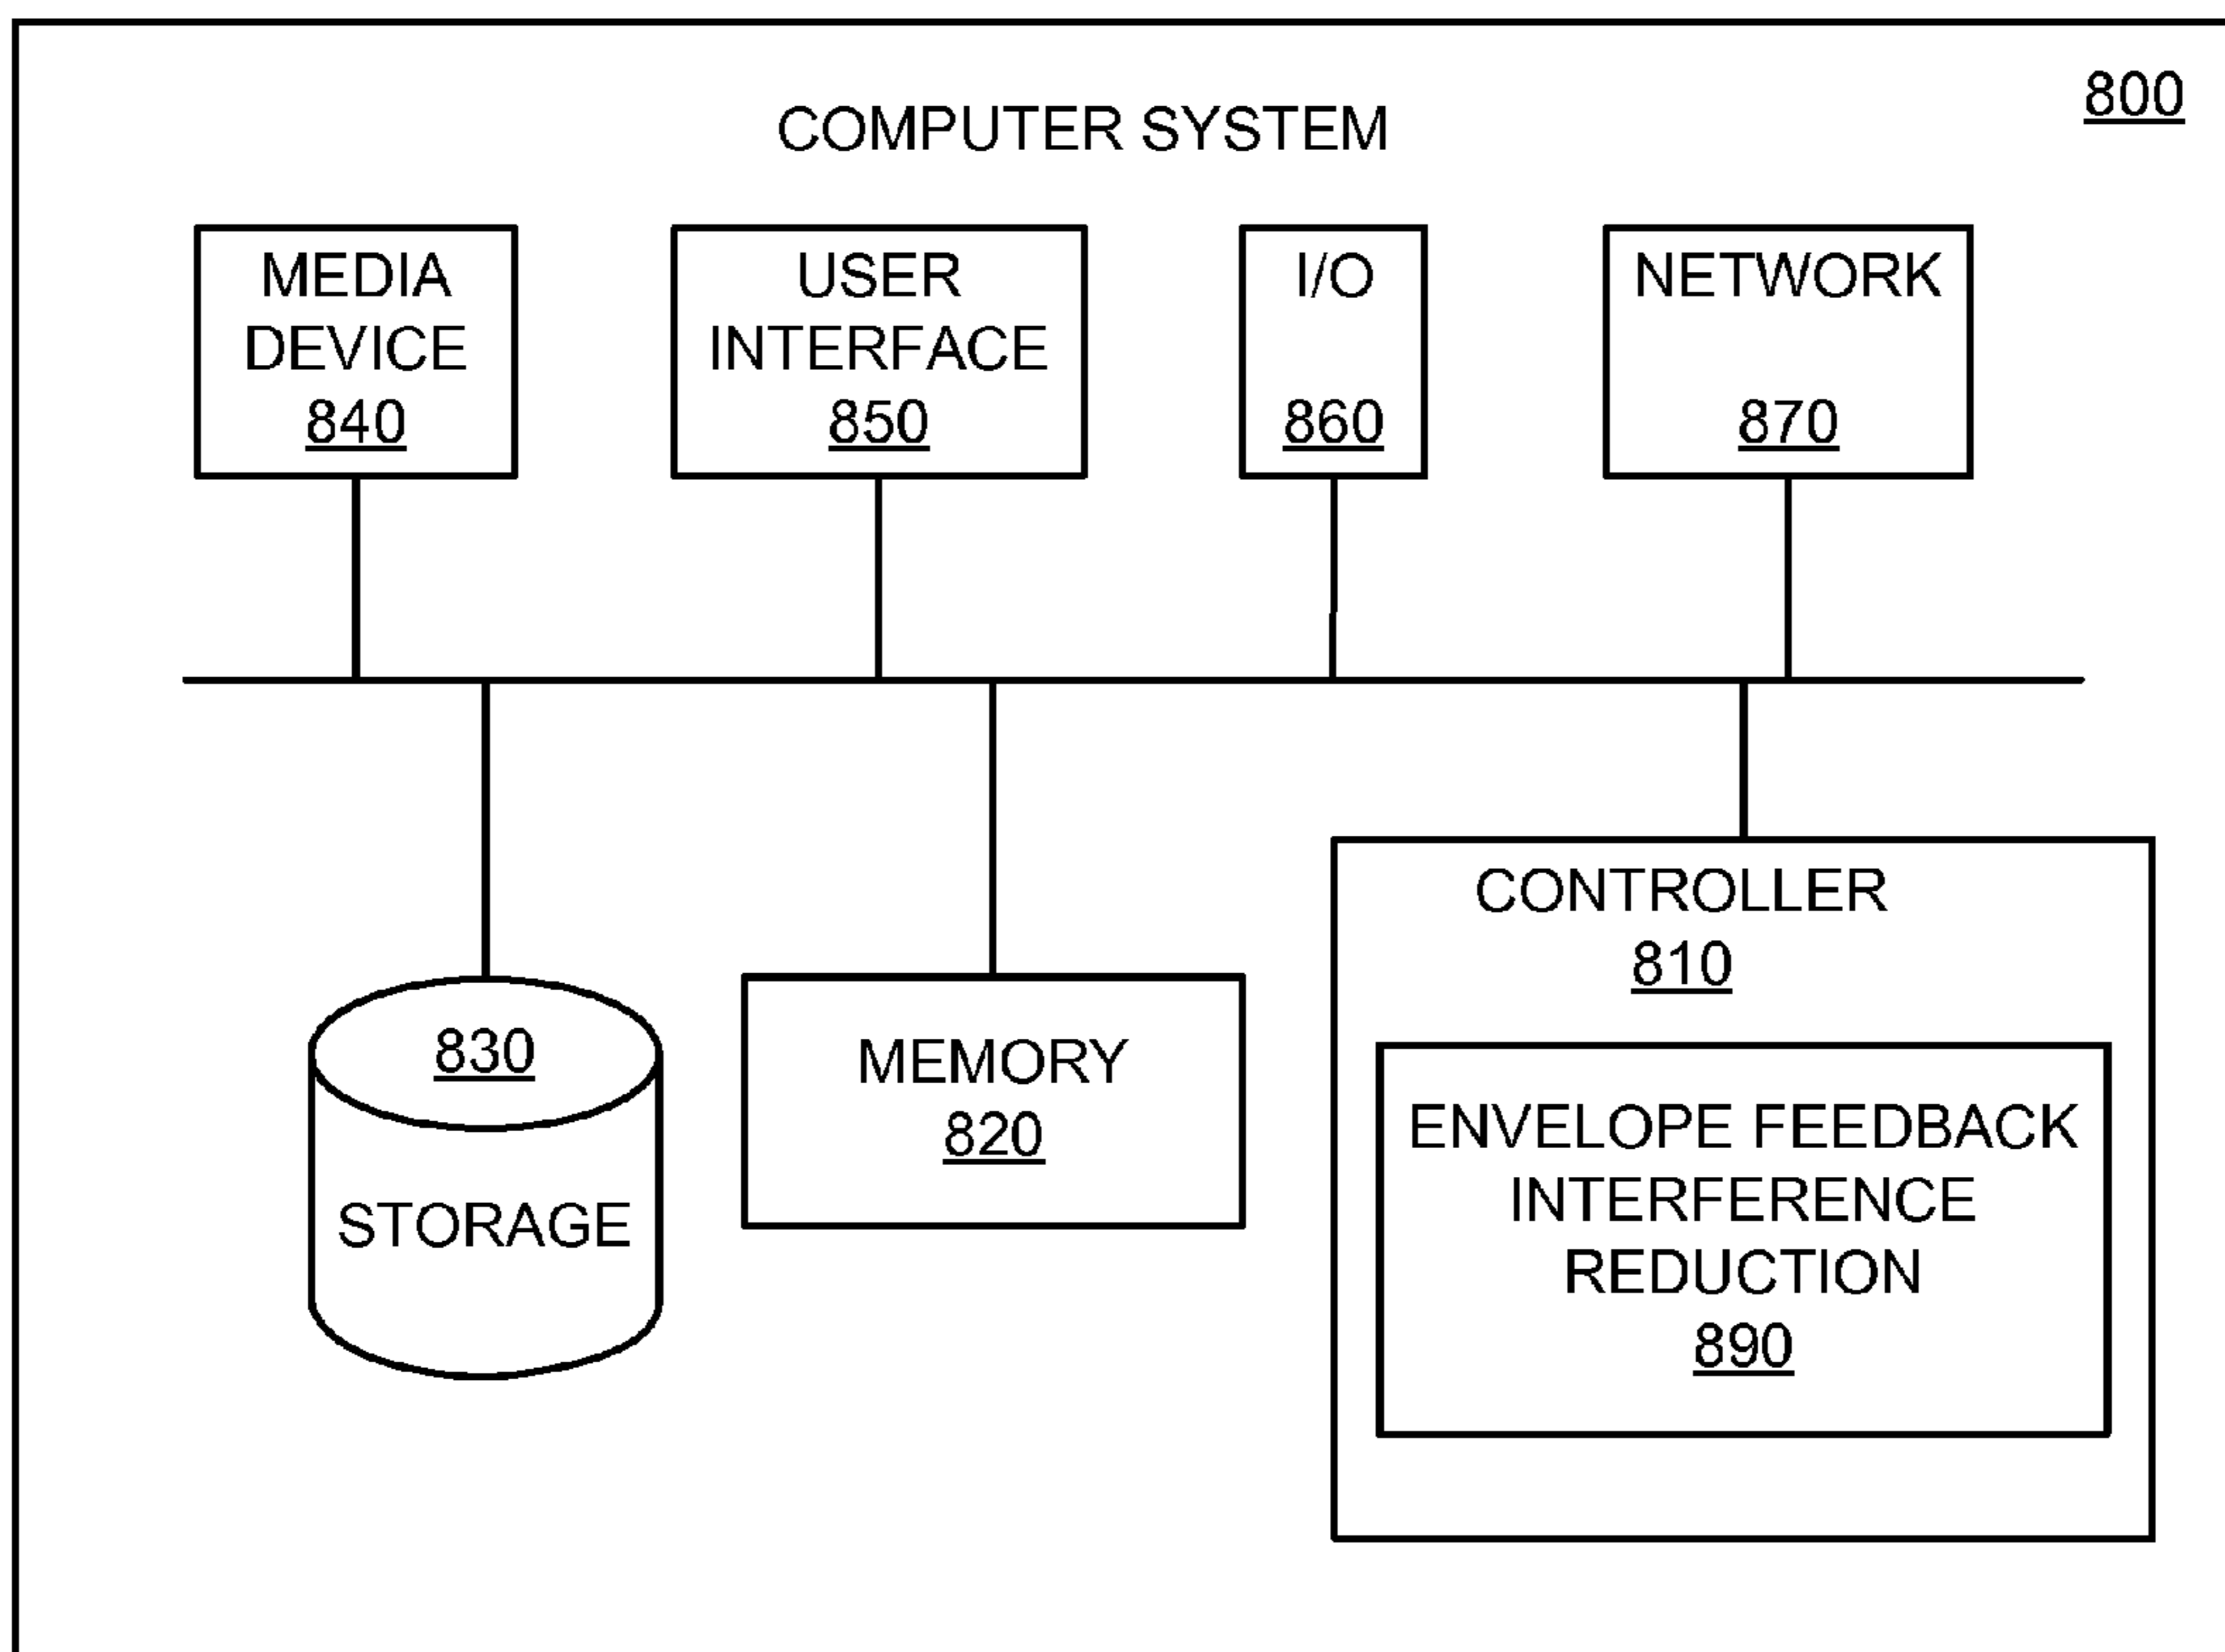 800
COMPUTER SYSTEM
MEDIA
DEVICE
840
USER
INTERFACE
850
I/O
860
NETWORK
870
830
STORAGE
MEMORY
820
CONTROLLER
810
ENVELOPE FEEDBACK
INTERFERENCE
REDUCTION
890